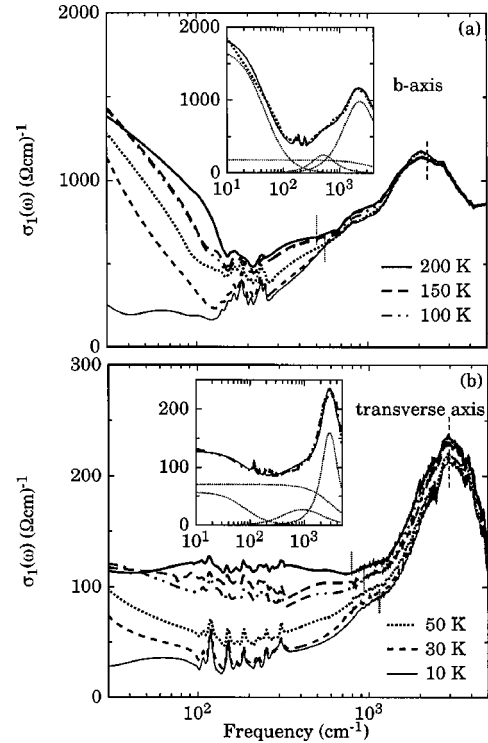 2000
(a)
2000
b-axis
1000
0
10¹ 10² 10³
1000
σ₁(ω) (Ωcm)⁻¹
200 K
150 K
100 K
0
300
(b)
transverse axis
200
100
0
10¹ 10² 10³
200
σ₁(ω) (Ωcm)⁻¹
100
50 K
30 K
10 K
0
10² 10³
Frequency (cm⁻¹)